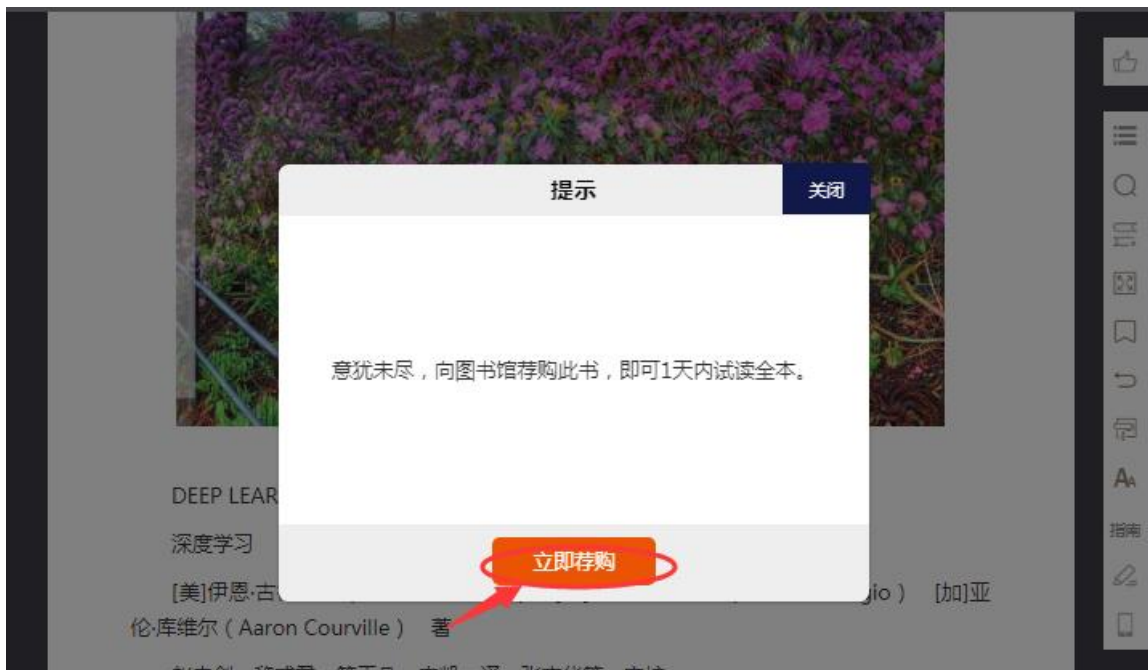 提示
关闭
意犹未尽，向图书馆荐购此书，即可1天内试读全本。
立即荐购
DEEP LEAR
深度学习
[美]伊恩·古
gio） [加]亚
伦·库维尔（Aaron Courville） 著
AA
指南